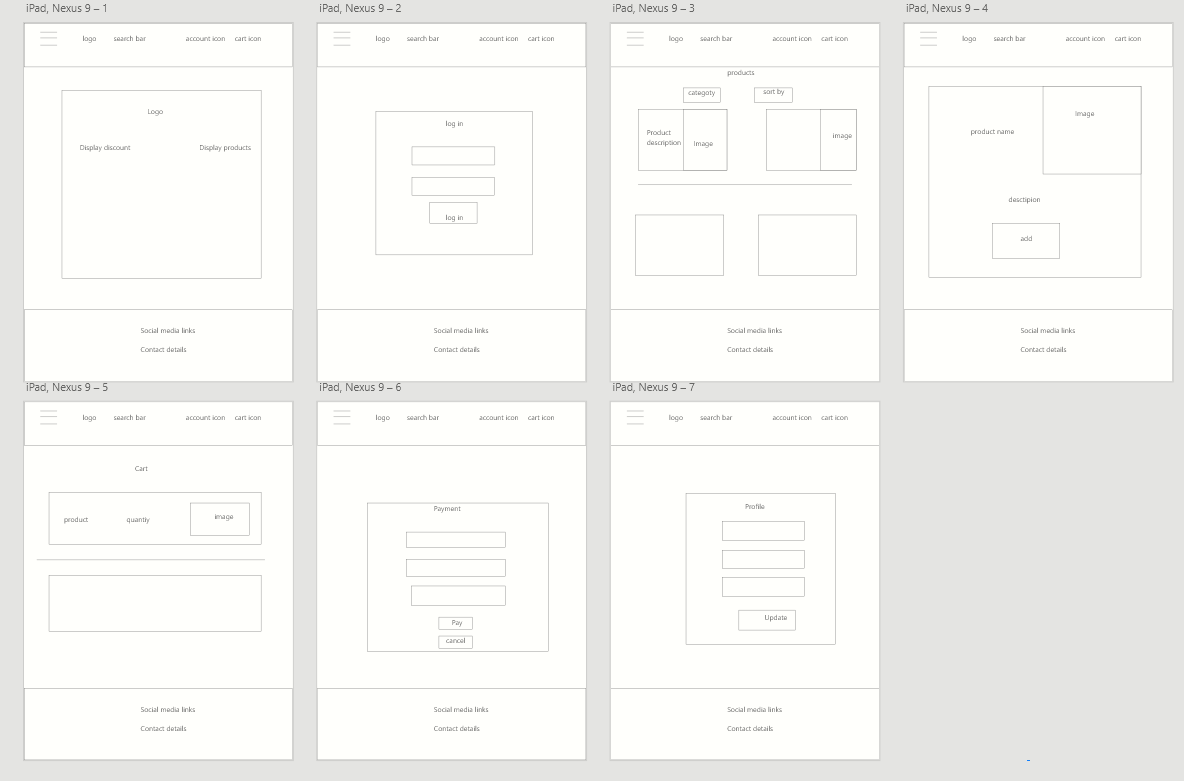 iPad, Nexus 9 – 1
logo search bar account icon cart icon
Logo
Display discount Display products
Social media links
Contact details
iPad, Nexus 9 – 2
logo search bar account icon cart icon
log in
log in
Social media links
Contact details
iPad, Nexus 9 – 3
logo search bar account icon cart icon
products
categoty sort by
Product
description
Image
image
Social media links
Contact details
iPad, Nexus 9 – 4
logo search bar account icon cart icon
Image
product name
desctipion
add
Social media links
Contact details
iPad, Nexus 9 – 5
logo search bar account icon cart icon
Cart
product quantiy image
Social media links
Contact details
iPad, Nexus 9 – 6
logo search bar account icon cart icon
Payment
Pay
cancel
Social media links
Contact details
iPad, Nexus 9 – 7
logo search bar account icon cart icon
Profile
Update
Social media links
Contact details